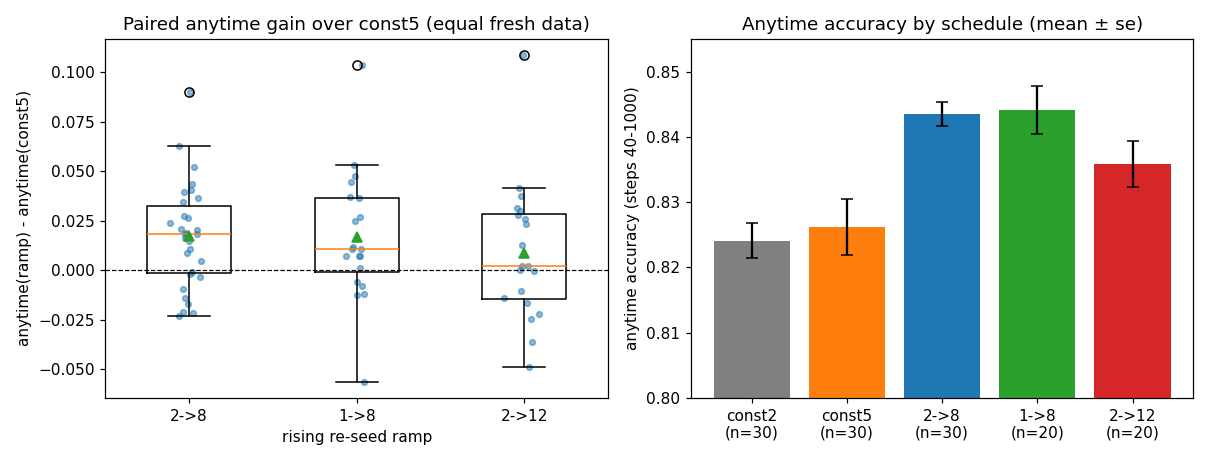 Paired anytime gain over const5 (equal fresh data)
anytime(ramp) - anytime(const5)
0.100
0.075
0.050
0.025
0.000
−0.025
−0.050
2->8
1->8
2->12
rising re-seed ramp
Anytime accuracy by schedule (mean ± se)
anytime accuracy (steps 40-1000)
0.85
0.84
0.83
0.82
0.81
0.80
const2
(n=30)
const5
(n=30)
2->8
(n=30)
1->8
(n=20)
2->12
(n=20)